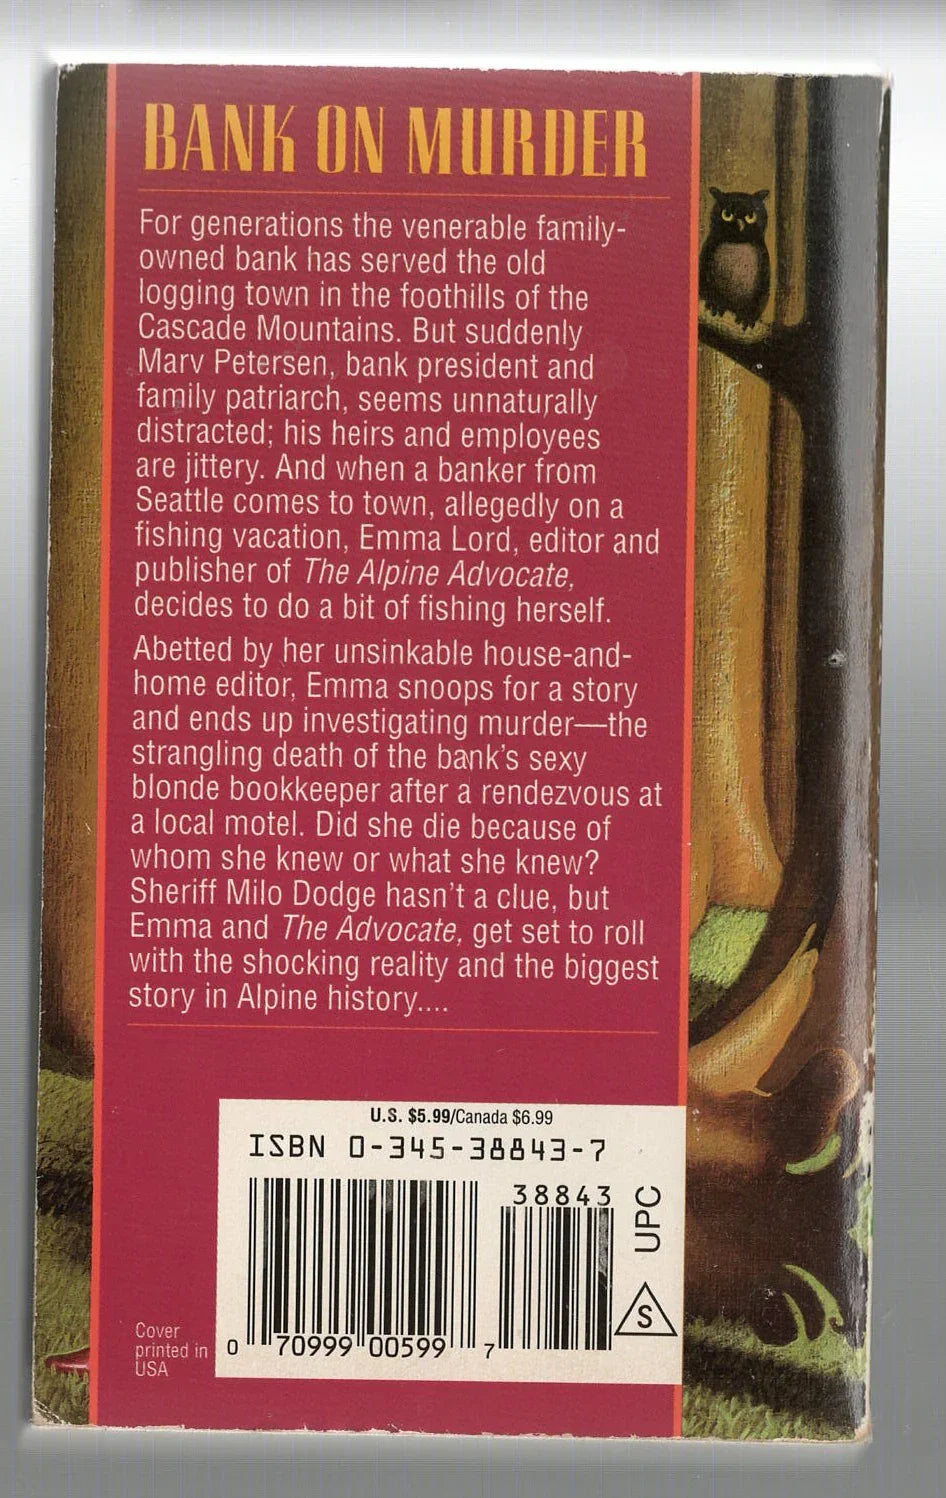 BANK ON MURDER
For generations the venerable family-
owned bank has served the old
logging town in the foothills of the
Cascade Mountains. But suddenly
Marv Petersen, bank president and
family patriarch, seems unnaturally
distracted; his heirs and employees
are jittery. And when a banker from
Seattle comes to town, allegedly on a
fishing vacation, Emma Lord, editor and
publisher of The Alpine Advocate,
decides to do a bit of fishing herself.
Abetted by her unsinkable house-and-
home editor, Emma snoops for a story
and ends up investigating murder—the
strangling death of the bank's sexy
blonde bookkeeper after a rendezvous at
a local motel. Did she die because of
whom she knew or what she knew?
Sheriff Milo Dodge hasn't a clue, but
Emma and The Advocate, get set to roll
with the shocking reality and the biggest
story in Alpine history....
U.S. $5.99/Canada $6.99
ISBN 0-345-38843-7
38843
UPC
S
0 70999 00599 7
Cover
printed in
USA